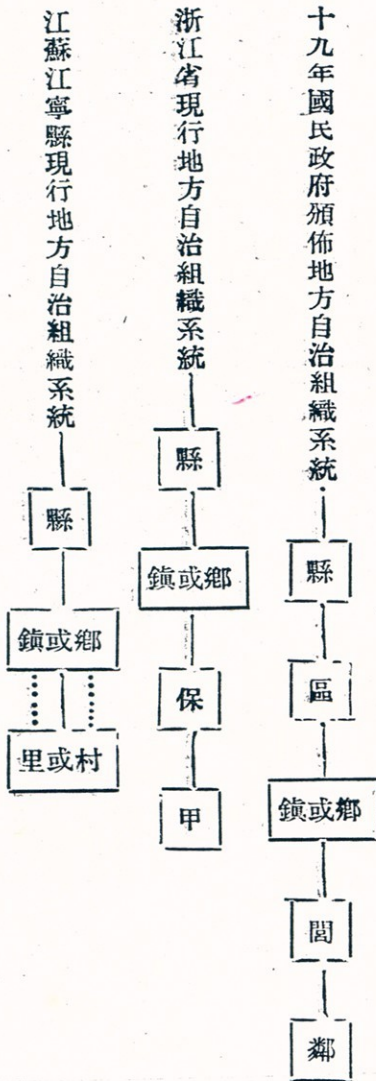 十九年國民政府頒佈地方自治組織系統
縣
區
鄉或鎮
閭
鄰
浙江省現行地方自治組織系統
縣
鄉或鎮
保
甲
江蘇江寧縣現行地方自治組織系統
縣
鄉或鎮
村或里